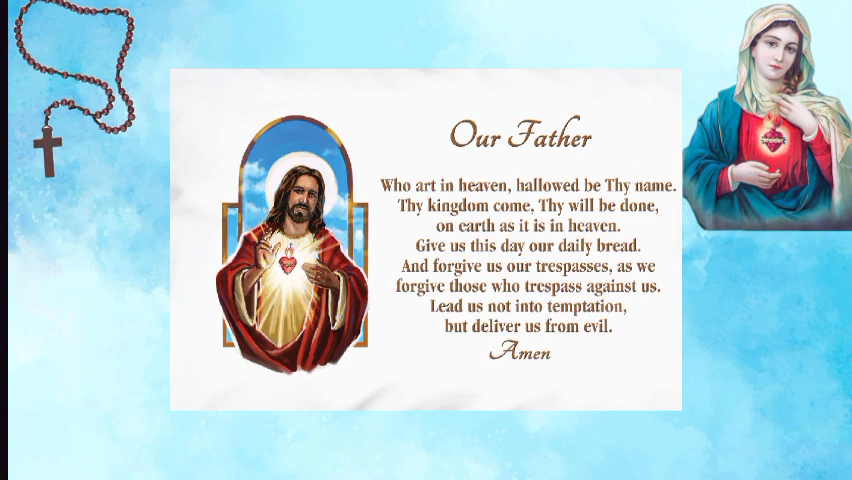 Our Father
Who art in heaven, hallowed be Thy name.
Thy kingdom come, Thy will be done,
on earth as it is in heaven.
Give us this day our daily bread.
And forgive us our trespasses, as we
forgive those who trespass against us.
Lead us not into temptation,
but deliver us from evil.
Amen